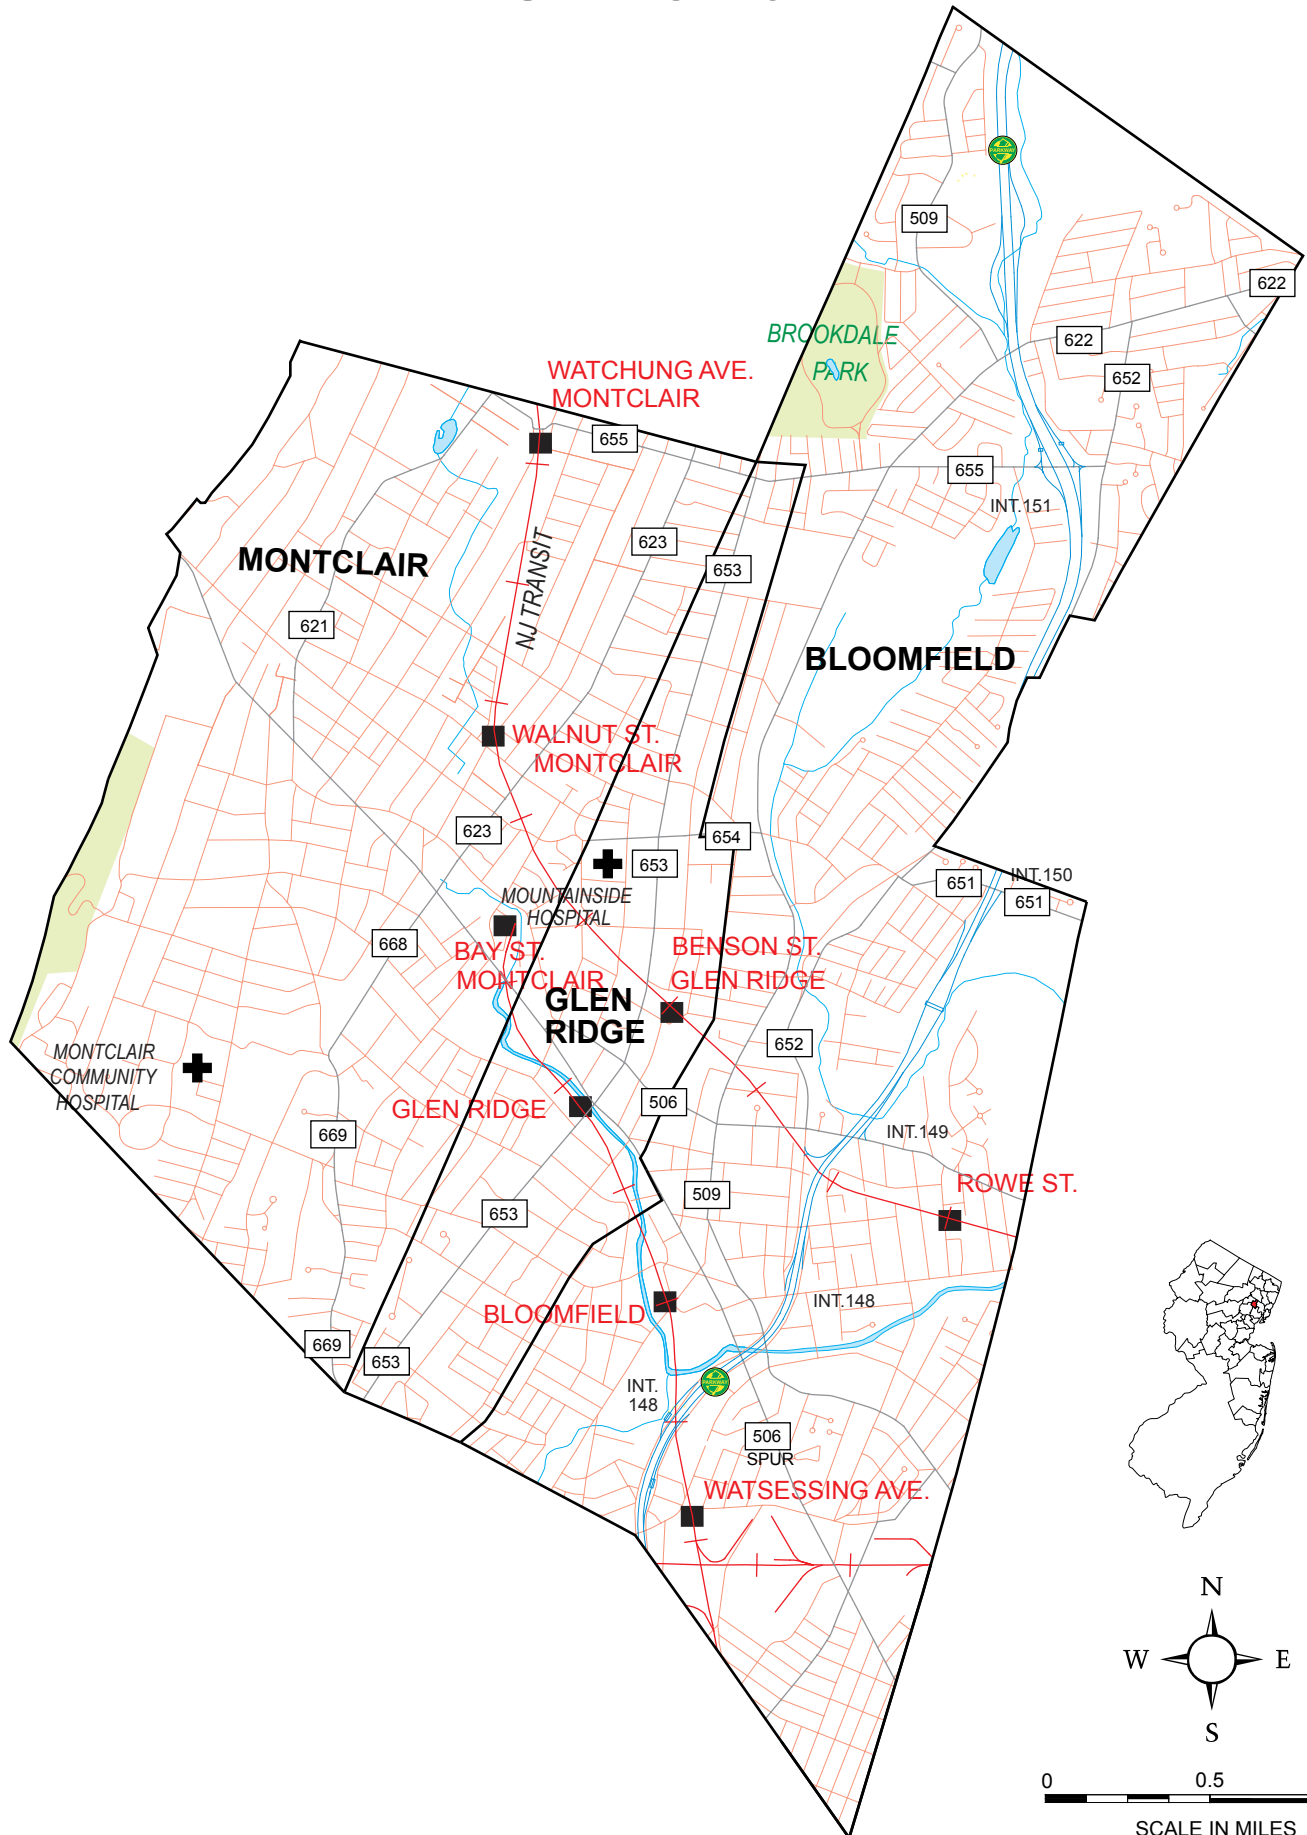 PARKWAY
509
622
BROOKDALE
PARK
622
652
WATCHUNG AVE.
MONTCLAIR
655
655
INT.151
NJ TRANSIT
623
653
MONTCLAIR
621
BLOOMFIELD
WALNUT ST.
MONTCLAIR
623
654
653
651
INT.150
651
MOUNTAINSIDE
HOSPITAL
668
BAY ST.
MONTCLAIR
BENSON ST.
GLEN RIDGE
GLEN
RIDGE
652
MONTCLAIR
COMMUNITY
HOSPITAL
GLEN RIDGE
506
669
INT.149
ROWE ST.
509
653
BLOOMFIELD
INT.148
669
653
INT.
148
PARKWAY
506
SPUR
WATSESSING AVE.
N
W
E
S
0
0.5
SCALE IN MILES